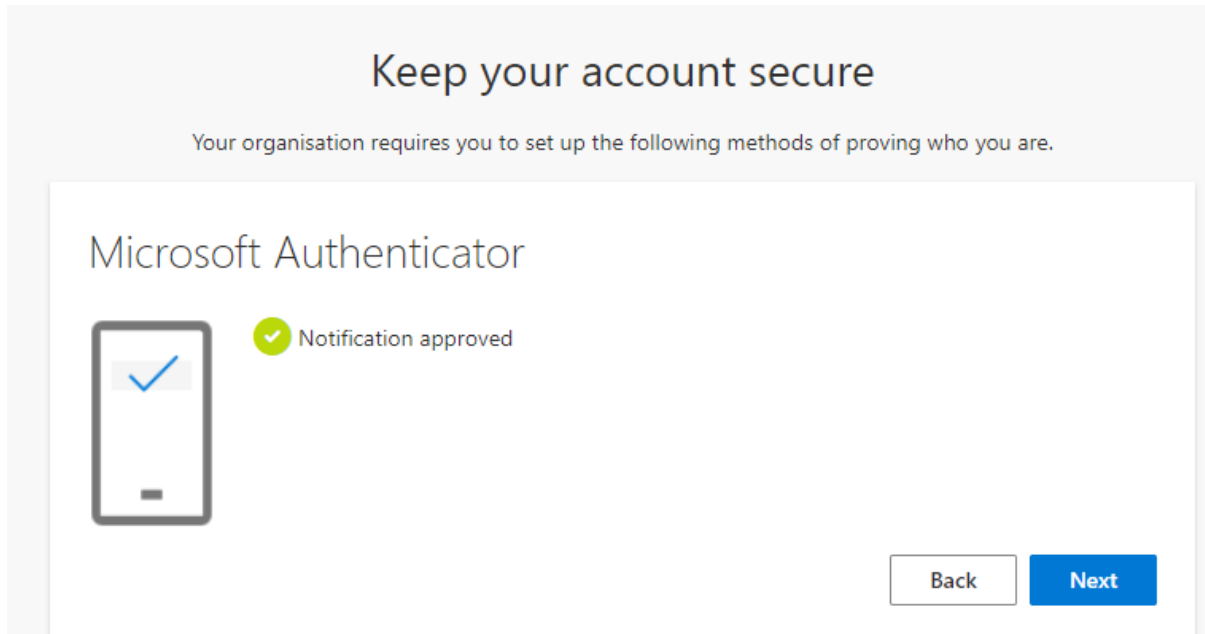 Keep your account secure
Your organisation requires you to set up the following methods of proving who you are.
Microsoft Authenticator
Notification approved
Back
Next